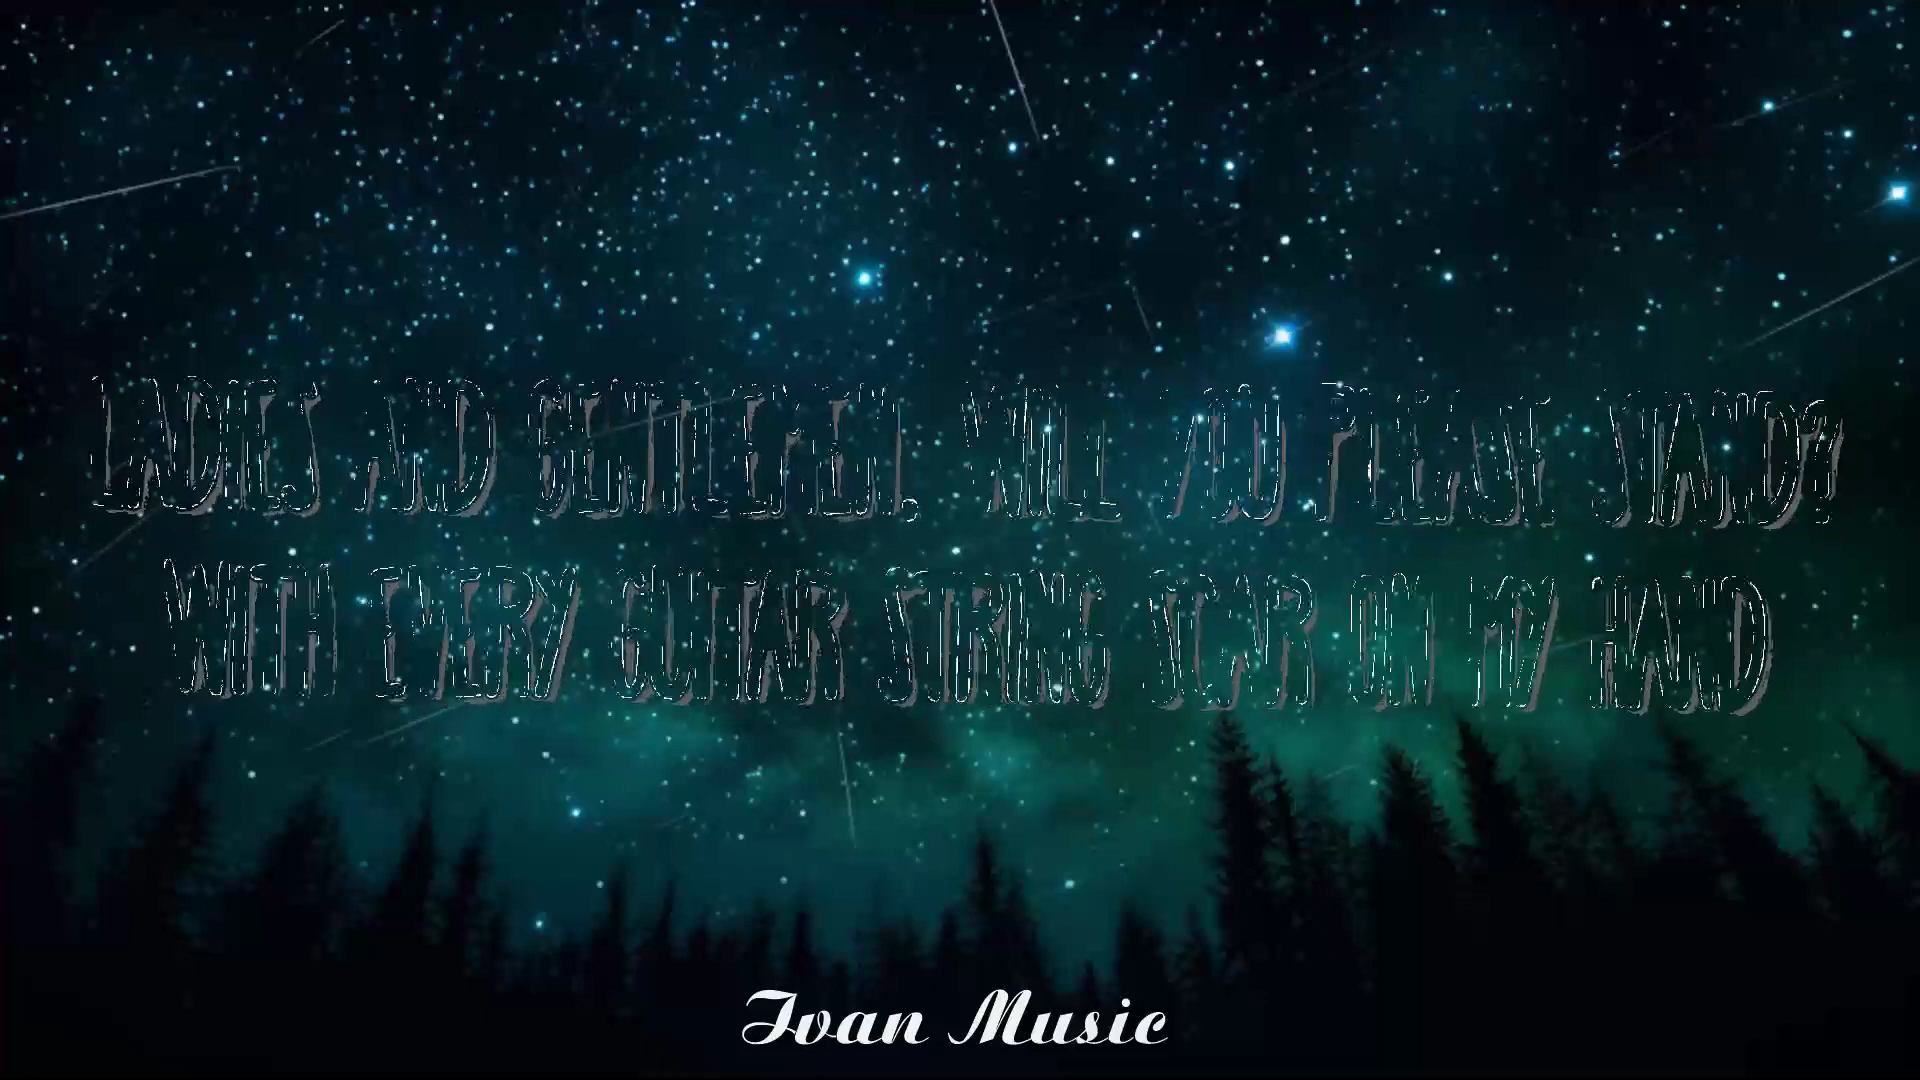 LADIES AND GENTLEMEN, WILL YOU PLEASE STAND?
WITH EVERY GUITAR STRING SCAR ON MY HAND
Ivan Music